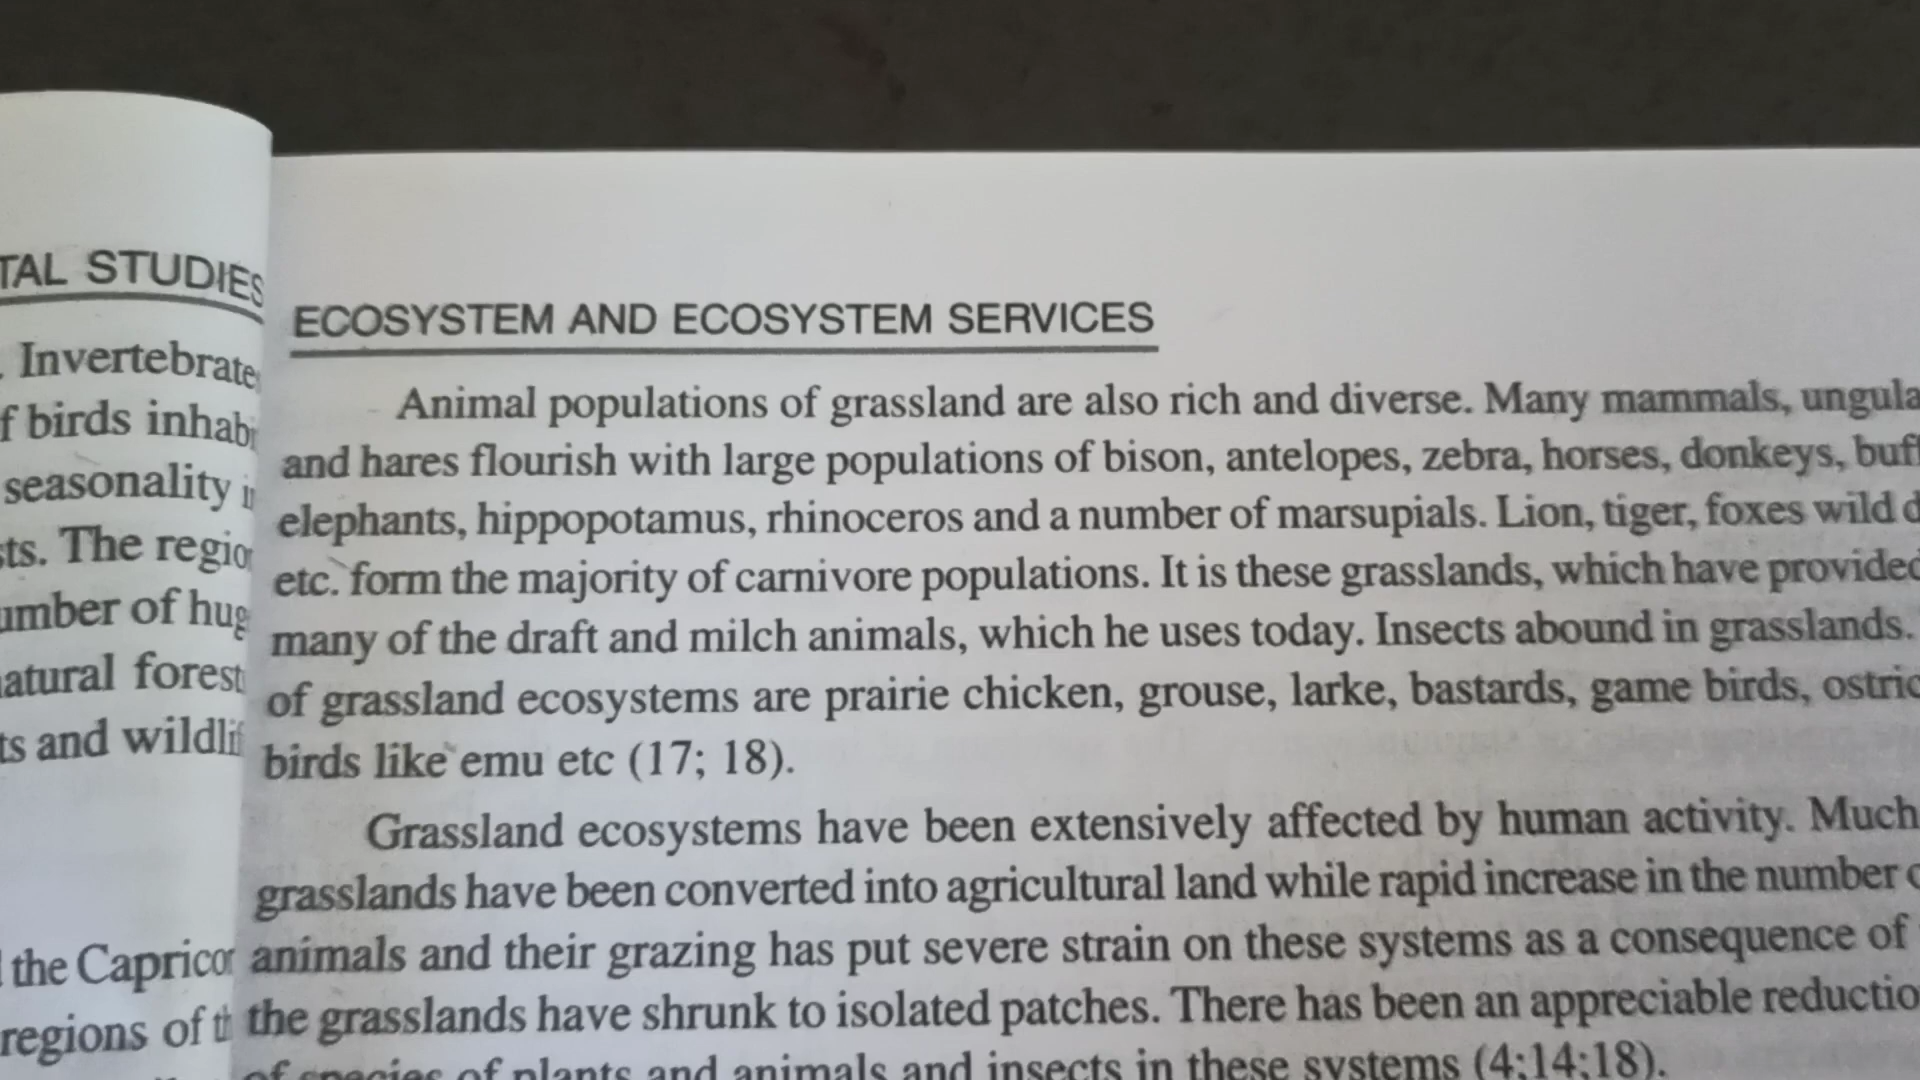 TAL STUDIES
. Invertebrate
f birds inhabi
seasonality
The regio
umber of hug
atural forest
ts and wildlif
the Capricor
regions of th
ECOSYSTEM AND ECOSYSTEM SERVICES
Animal populations of grassland are also rich and diverse. Many mammals, ungula
and hares flourish with large populations of bison, antelopes, zebra, horses, donkeys, buff
elephants, hippopotamus, rhinoceros and a number of marsupials. Lion, tiger, foxes wild d
etc. form the majority of carnivore populations. It is these grasslands, which have provided
many of the draft and milch animals, which he uses today. Insects abound in grasslands.
of grassland ecosystems are prairie chicken, grouse, larke, bastards, game birds, ostric
birds like emu etc (17; 18).
Grassland ecosystems have been extensively affected by human activity. Much
grasslands have been converted into agricultural land while rapid increase in the number o
animals and their grazing has put severe strain on these systems as a consequence of
the grasslands have shrunk to isolated patches. There has been an appreciable reductio
of species of plants and animals and insects in these systems (4;14;18).